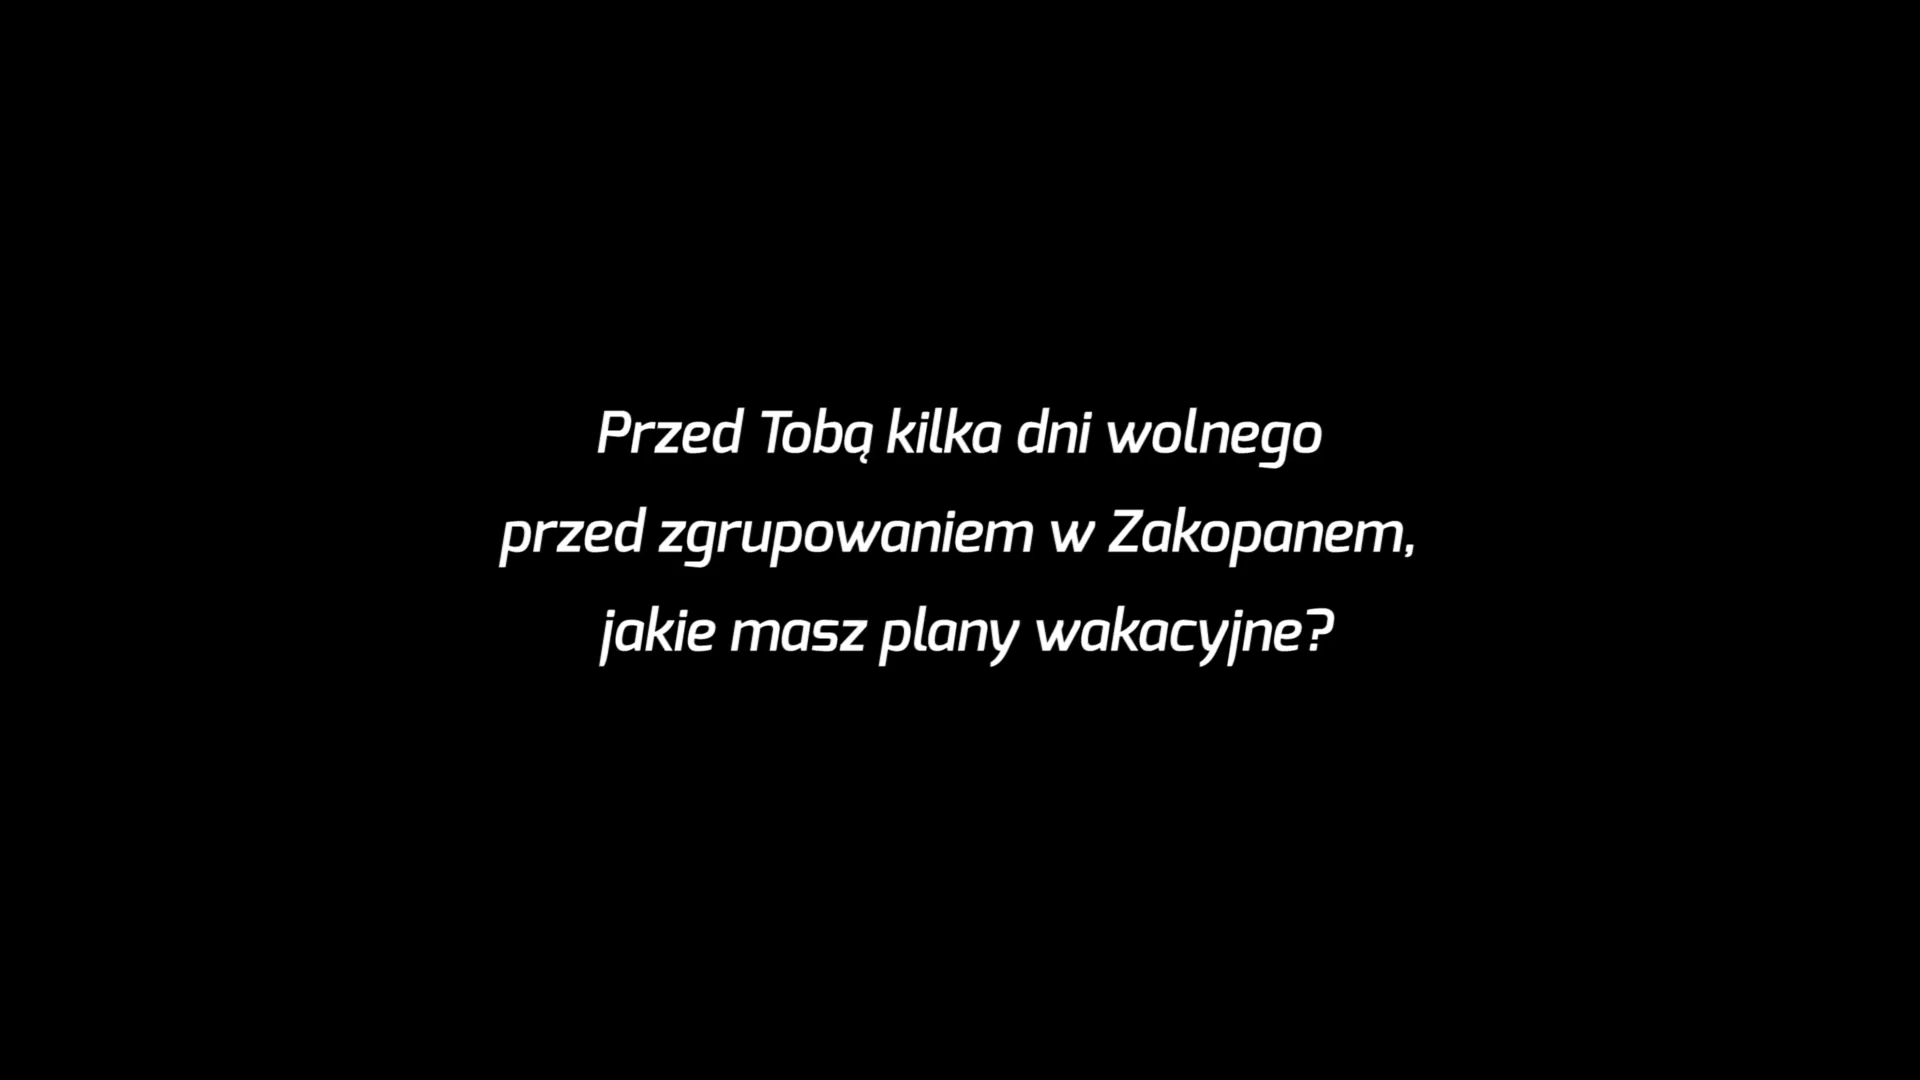 Przed Tobą kilka dni wolnego
przed zgrupowaniem w Zakopanem,
jakie masz plany wakacyjne?